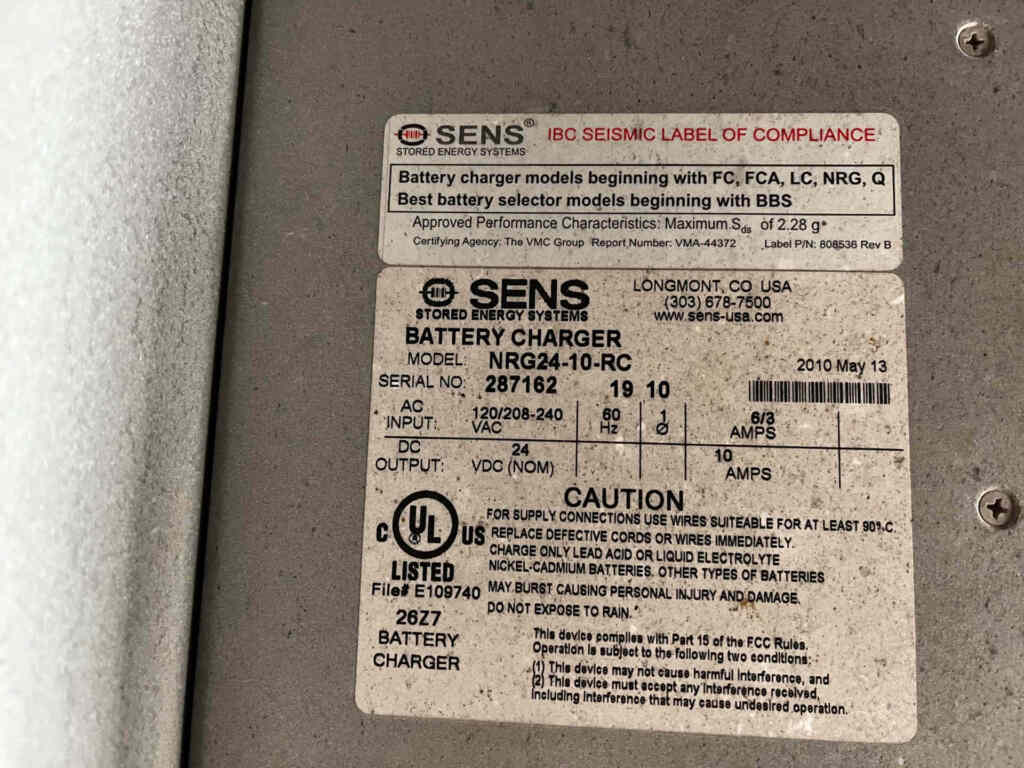 SENS® IBC SEISMIC LABEL OF COMPLIANCE
STORED ENERGY SYSTEMS
Battery charger models beginning with FC, FCA, LC, NRG, Q
Best battery selector models beginning with BBS
Approved Performance Characteristics: Maximum Sds of 2.28 g*
Certifying Agency: The VMC Group Report Number: VMA-44372 Label P/N: 808536 Rev B
SENS LONGMONT, CO USA
STORED ENERGY SYSTEMS (303) 678-7500
www.sens-usa.com
BATTERY CHARGER
MODEL: NRG24-10-RC 2010 May 13
SERIAL NO: 287162 19 10
AC INPUT: 120/208-240 VAC 60 Hz 1 Ø 6/3 AMPS
DC OUTPUT: 24 VDC (NOM) 10 AMPS
CAUTION
FOR SUPPLY CONNECTIONS USE WIRES SUITEABLE FOR AT LEAST 90°C.
REPLACE DEFECTIVE CORDS OR WIRES IMMEDIATELY.
CHARGE ONLY LEAD ACID OR LIQUID ELECTROLYTE
NICKEL-CADMIUM BATTERIES. OTHER TYPES OF BATTERIES
MAY BURST CAUSING PERSONAL INJURY AND DAMAGE.
DO NOT EXPOSE TO RAIN.
C UL US
®
LISTED
File# E109740
26Z7
BATTERY
CHARGER
This device complies with Part 15 of the FCC Rules.
Operation is subject to the following two conditions:
(1) This device may not cause harmful interference, and
(2) This device must accept any interference received,
including interference that may cause undesired operation.